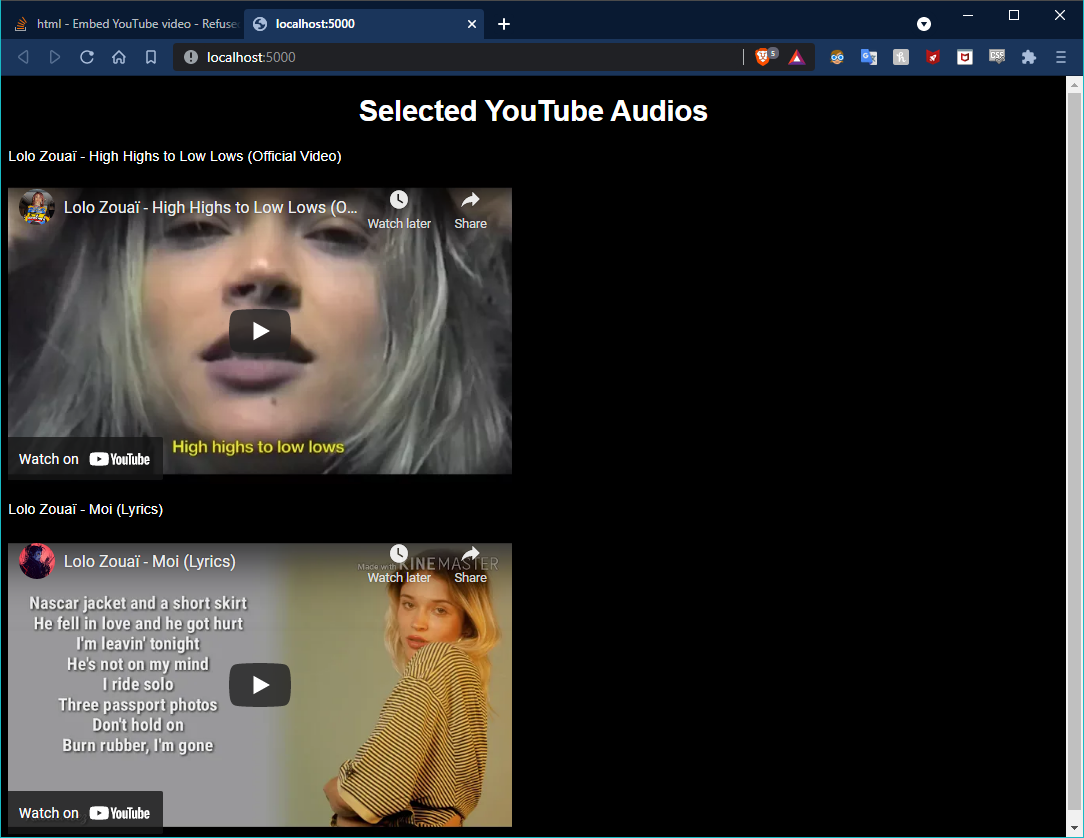 html - Embed YouTube video - Refuse
localhost:5000
localhost:5000
5
Selected YouTube Audios
Lolo Zouaï - High Highs to Low Lows (Official Video)
Lolo Zouaï - High Highs to Low Lows (O...
Watch later
Share
High highs to low lows
Watch on YouTube
Lolo Zouaï - Moi (Lyrics)
Lolo Zouaï - Moi (Lyrics)
Made with KINEMASTER
Watch later
Share
Nascar jacket and a short skirt
He fell in love and he got hurt
I'm leavin' tonight
He's not on my mind
I ride solo
Three passport photos
Don't hold on
Burn rubber, I'm gone
Watch on YouTube